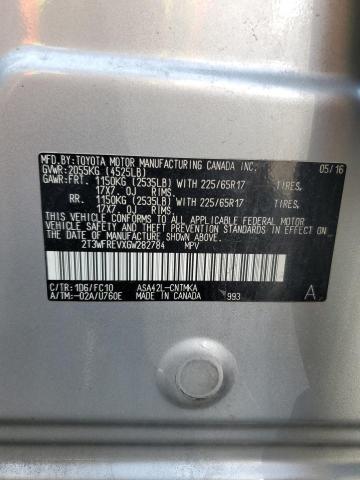 MFD.BY:TOYOTA MOTOR MANUFACTURING CANADA INC. 05/16
GVWR:2055KG (4525LB)
GAWR:FRT. 1150KG (2535LB) WITH 225/65R17 TIRES,
17X7.0J RIMS.
RR. 1150KG (2535LB) WITH 225/65R17 TIRES,
17X7.0J RIMS.
THIS VEHICLE CONFORMS TO ALL APPLICABLE FEDERAL MOTOR
VEHICLE SAFETY STANDARDS AND THEFT PREVENTION STANDARD
IN EFFECT ON THE DATE OF MANUFACTURE SHOWN ABOVE.
2T3WFREVXGW282784 MPV
C/TR:1D6/FC10 ASA42L-CNTMKA
A/TM:-02A/U760E MADE IN CANADA 993 A